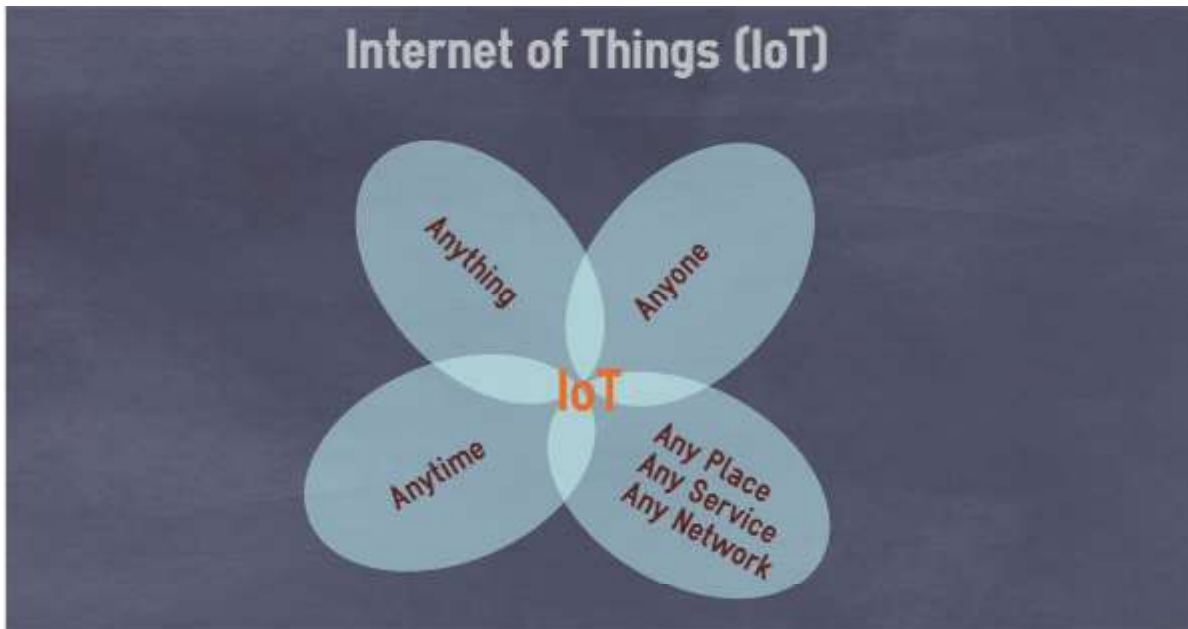 Internet of Things (IoT)
Anything
Anyone
IoT
Anytime
Any Place
Any Service
Any Network